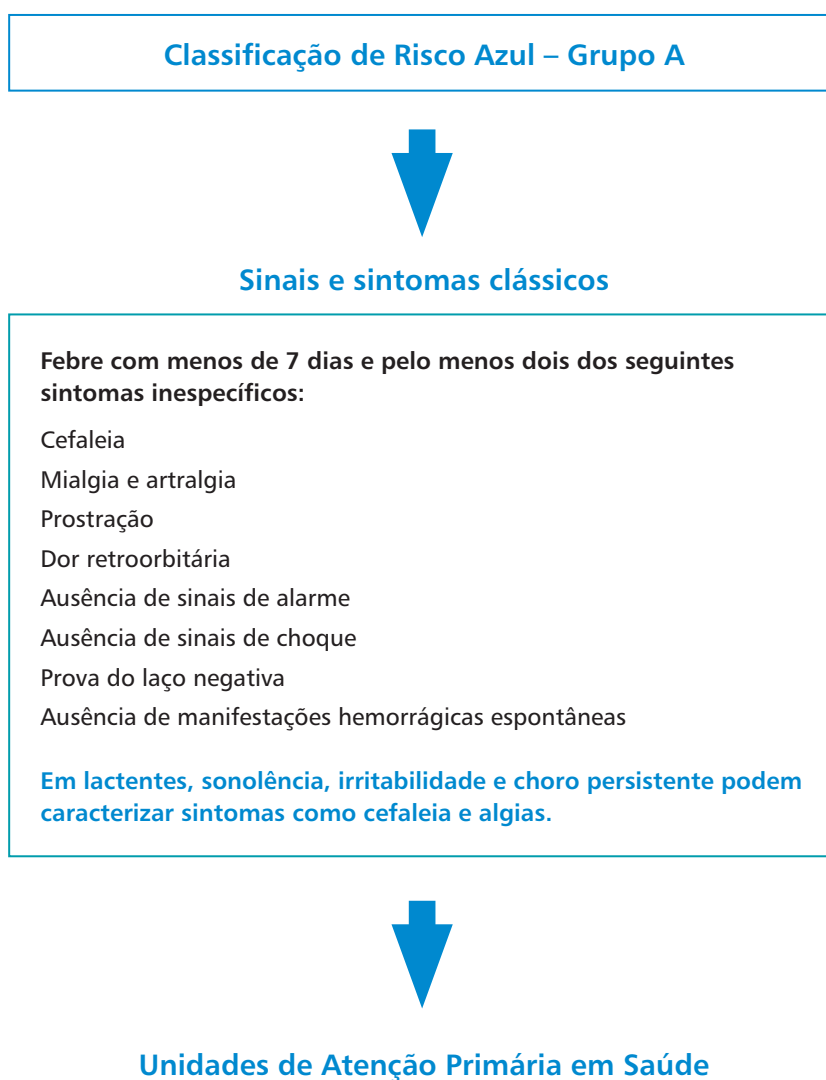 Classificação de Risco Azul – Grupo A
Sinais e sintomas clássicos
Febre com menos de 7 dias e pelo menos dois dos seguintes
sintomas inespecíficos:
Cefaleia
Mialgia e artralgia
Prostração
Dor retroorbitária
Ausência de sinais de alarme
Ausência de sinais de choque
Prova do laço negativa
Ausência de manifestações hemorrágicas espontâneas
Em lactentes, sonolência, irritabilidade e choro persistente podem
caracterizar sintomas como cefaleia e algias.
Unidades de Atenção Primária em Saúde